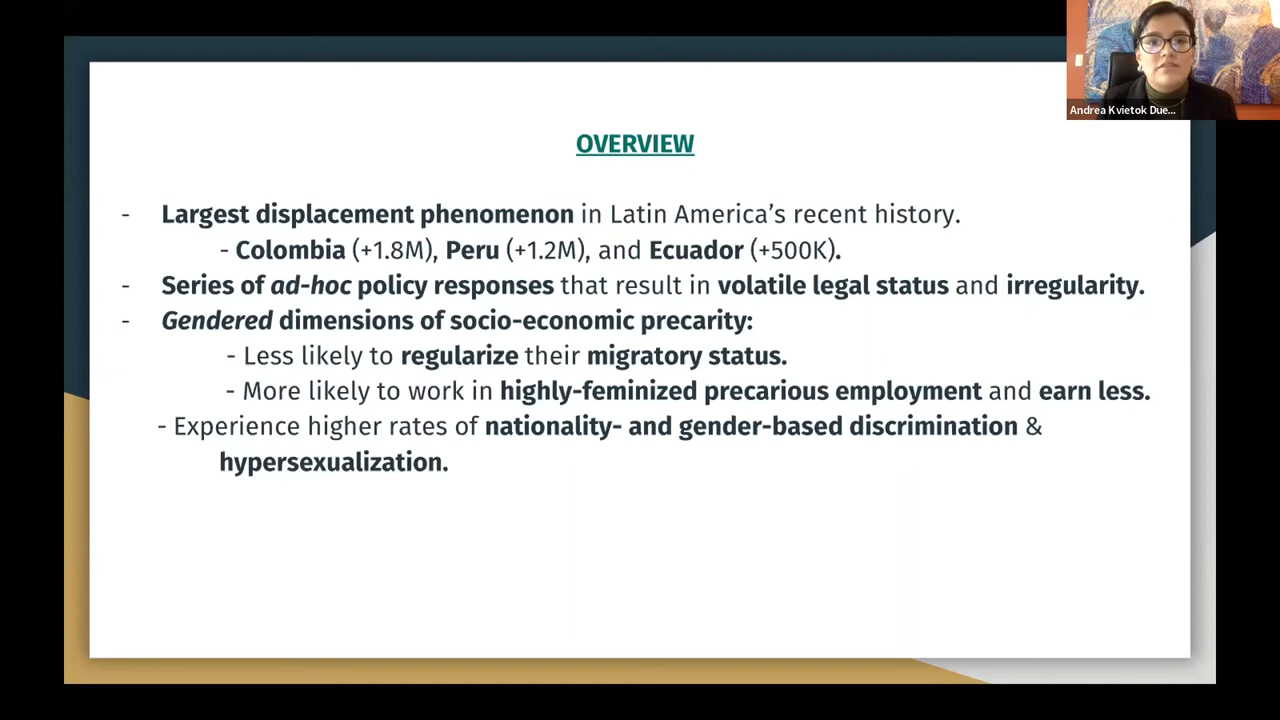 OVERVIEW
- Largest displacement phenomenon in Latin America’s recent history.
- Colombia (+1.8M), Peru (+1.2M), and Ecuador (+500K).
- Series of ad-hoc policy responses that result in volatile legal status and irregularity.
- Gendered dimensions of socio-economic precarity:
- Less likely to regularize their migratory status.
- More likely to work in highly-feminized precarious employment and earn less.
- Experience higher rates of nationality- and gender-based discrimination &
hypersexualization.
Andrea Kvietok Due...